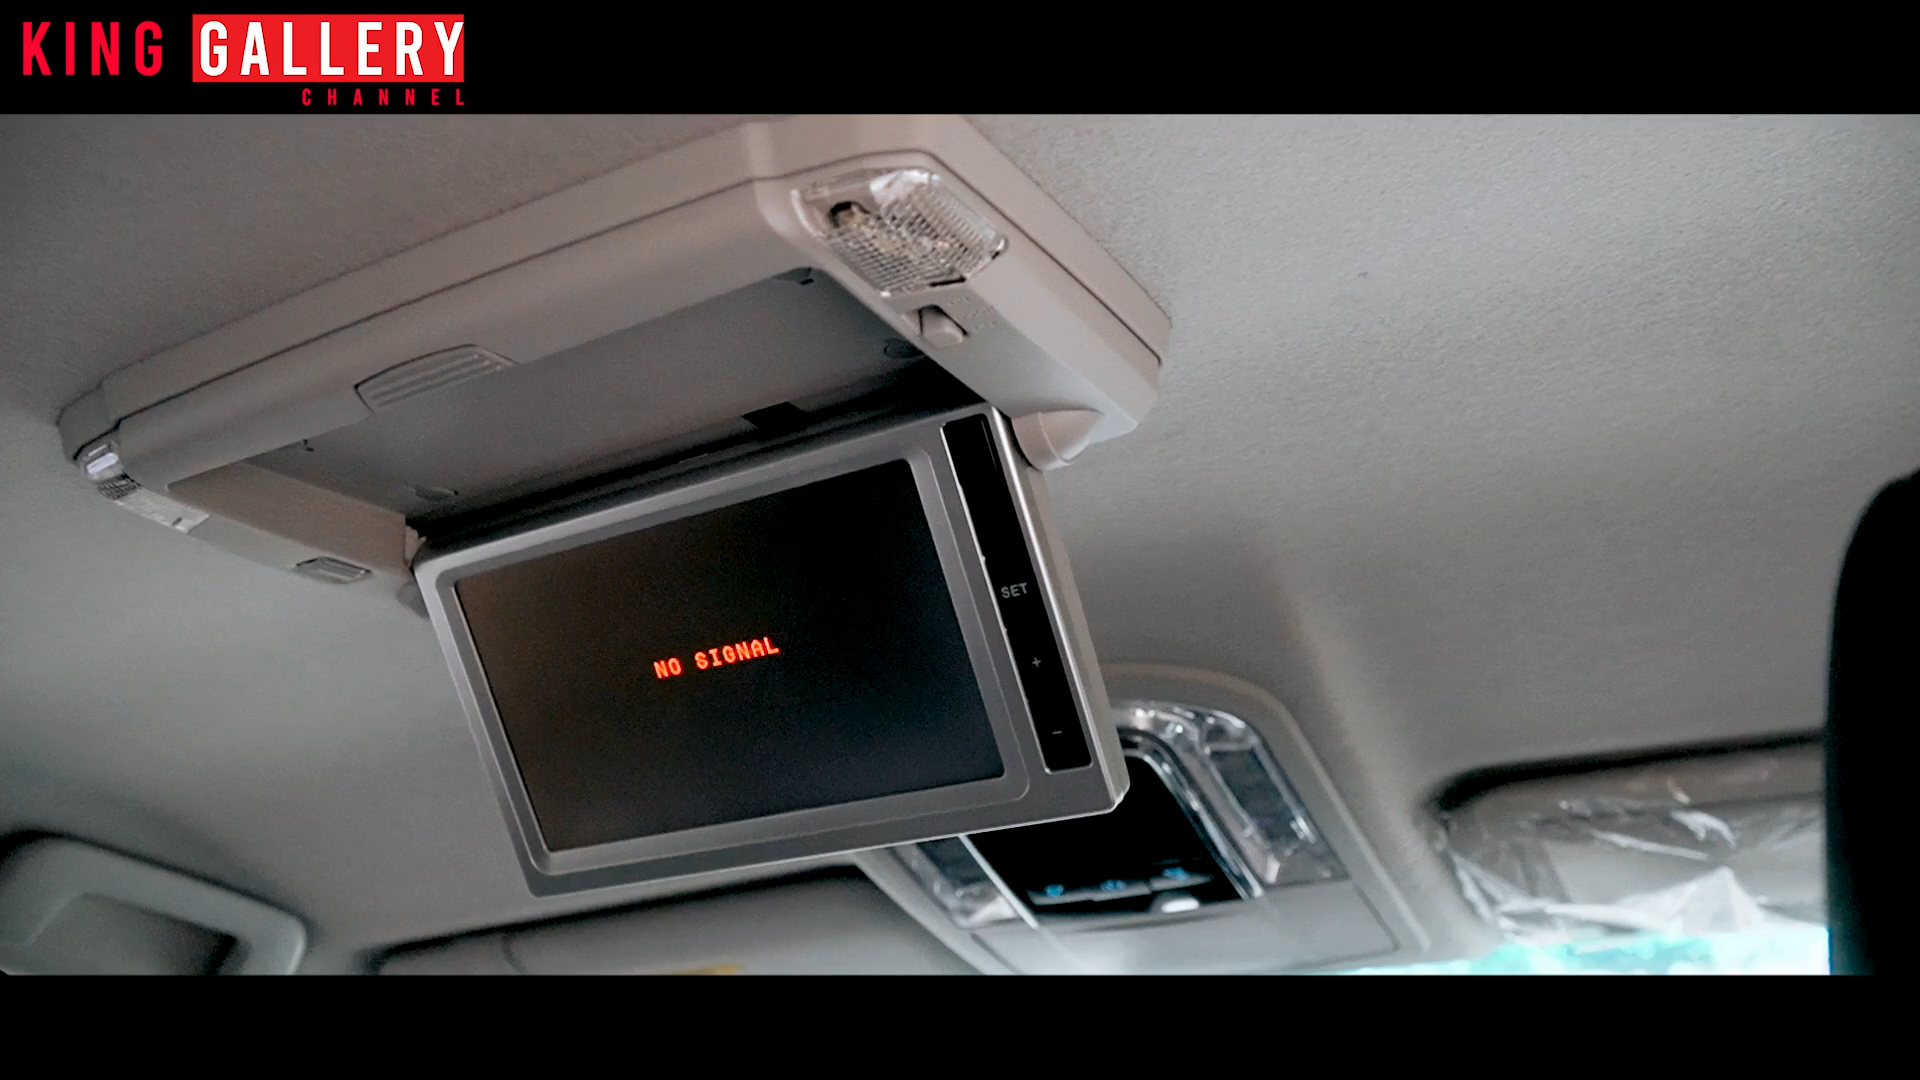 KING GALLERY
CHANNEL
NO SIGNAL
SET
+
-